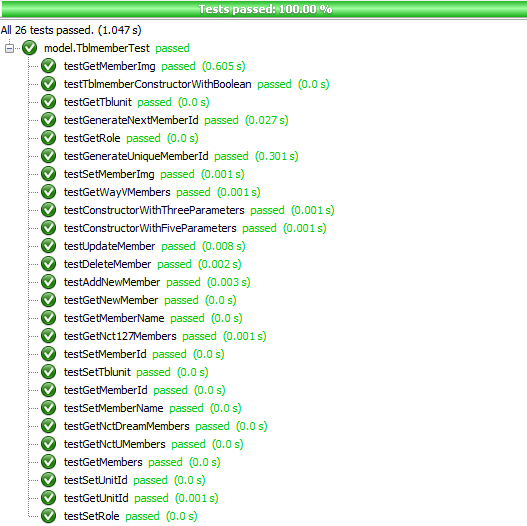 Tests passed: 100.00 %
All 26 tests passed. (1.047 s)
model.TblmemberTest passed
testGetMemberImg passed (0.605 s)
testTblmemberConstructorWithBoolean passed (0.0 s)
testGetTblunit passed (0.0 s)
testGenerateNextMemberId passed (0.027 s)
testGetRole passed (0.0 s)
testGenerateUniqueMemberId passed (0.301 s)
testSetMemberImg passed (0.001 s)
testGetWayVMembers passed (0.001 s)
testConstructorWithThreeParameters passed (0.001 s)
testConstructorWithFiveParameters passed (0.001 s)
testUpdateMember passed (0.008 s)
testDeleteMember passed (0.002 s)
testAddNewMember passed (0.003 s)
testGetNewMember passed (0.0 s)
testGetMemberName passed (0.0 s)
testGetNct127Members passed (0.001 s)
testSetMemberId passed (0.0 s)
testSetTblunit passed (0.0 s)
testGetMemberId passed (0.0 s)
testSetMemberName passed (0.0 s)
testGetNctDreamMembers passed (0.0 s)
testGetNctUMembers passed (0.0 s)
testGetMembers passed (0.0 s)
testSetUnitId passed (0.0 s)
testGetUnitId passed (0.001 s)
testSetRole passed (0.0 s)